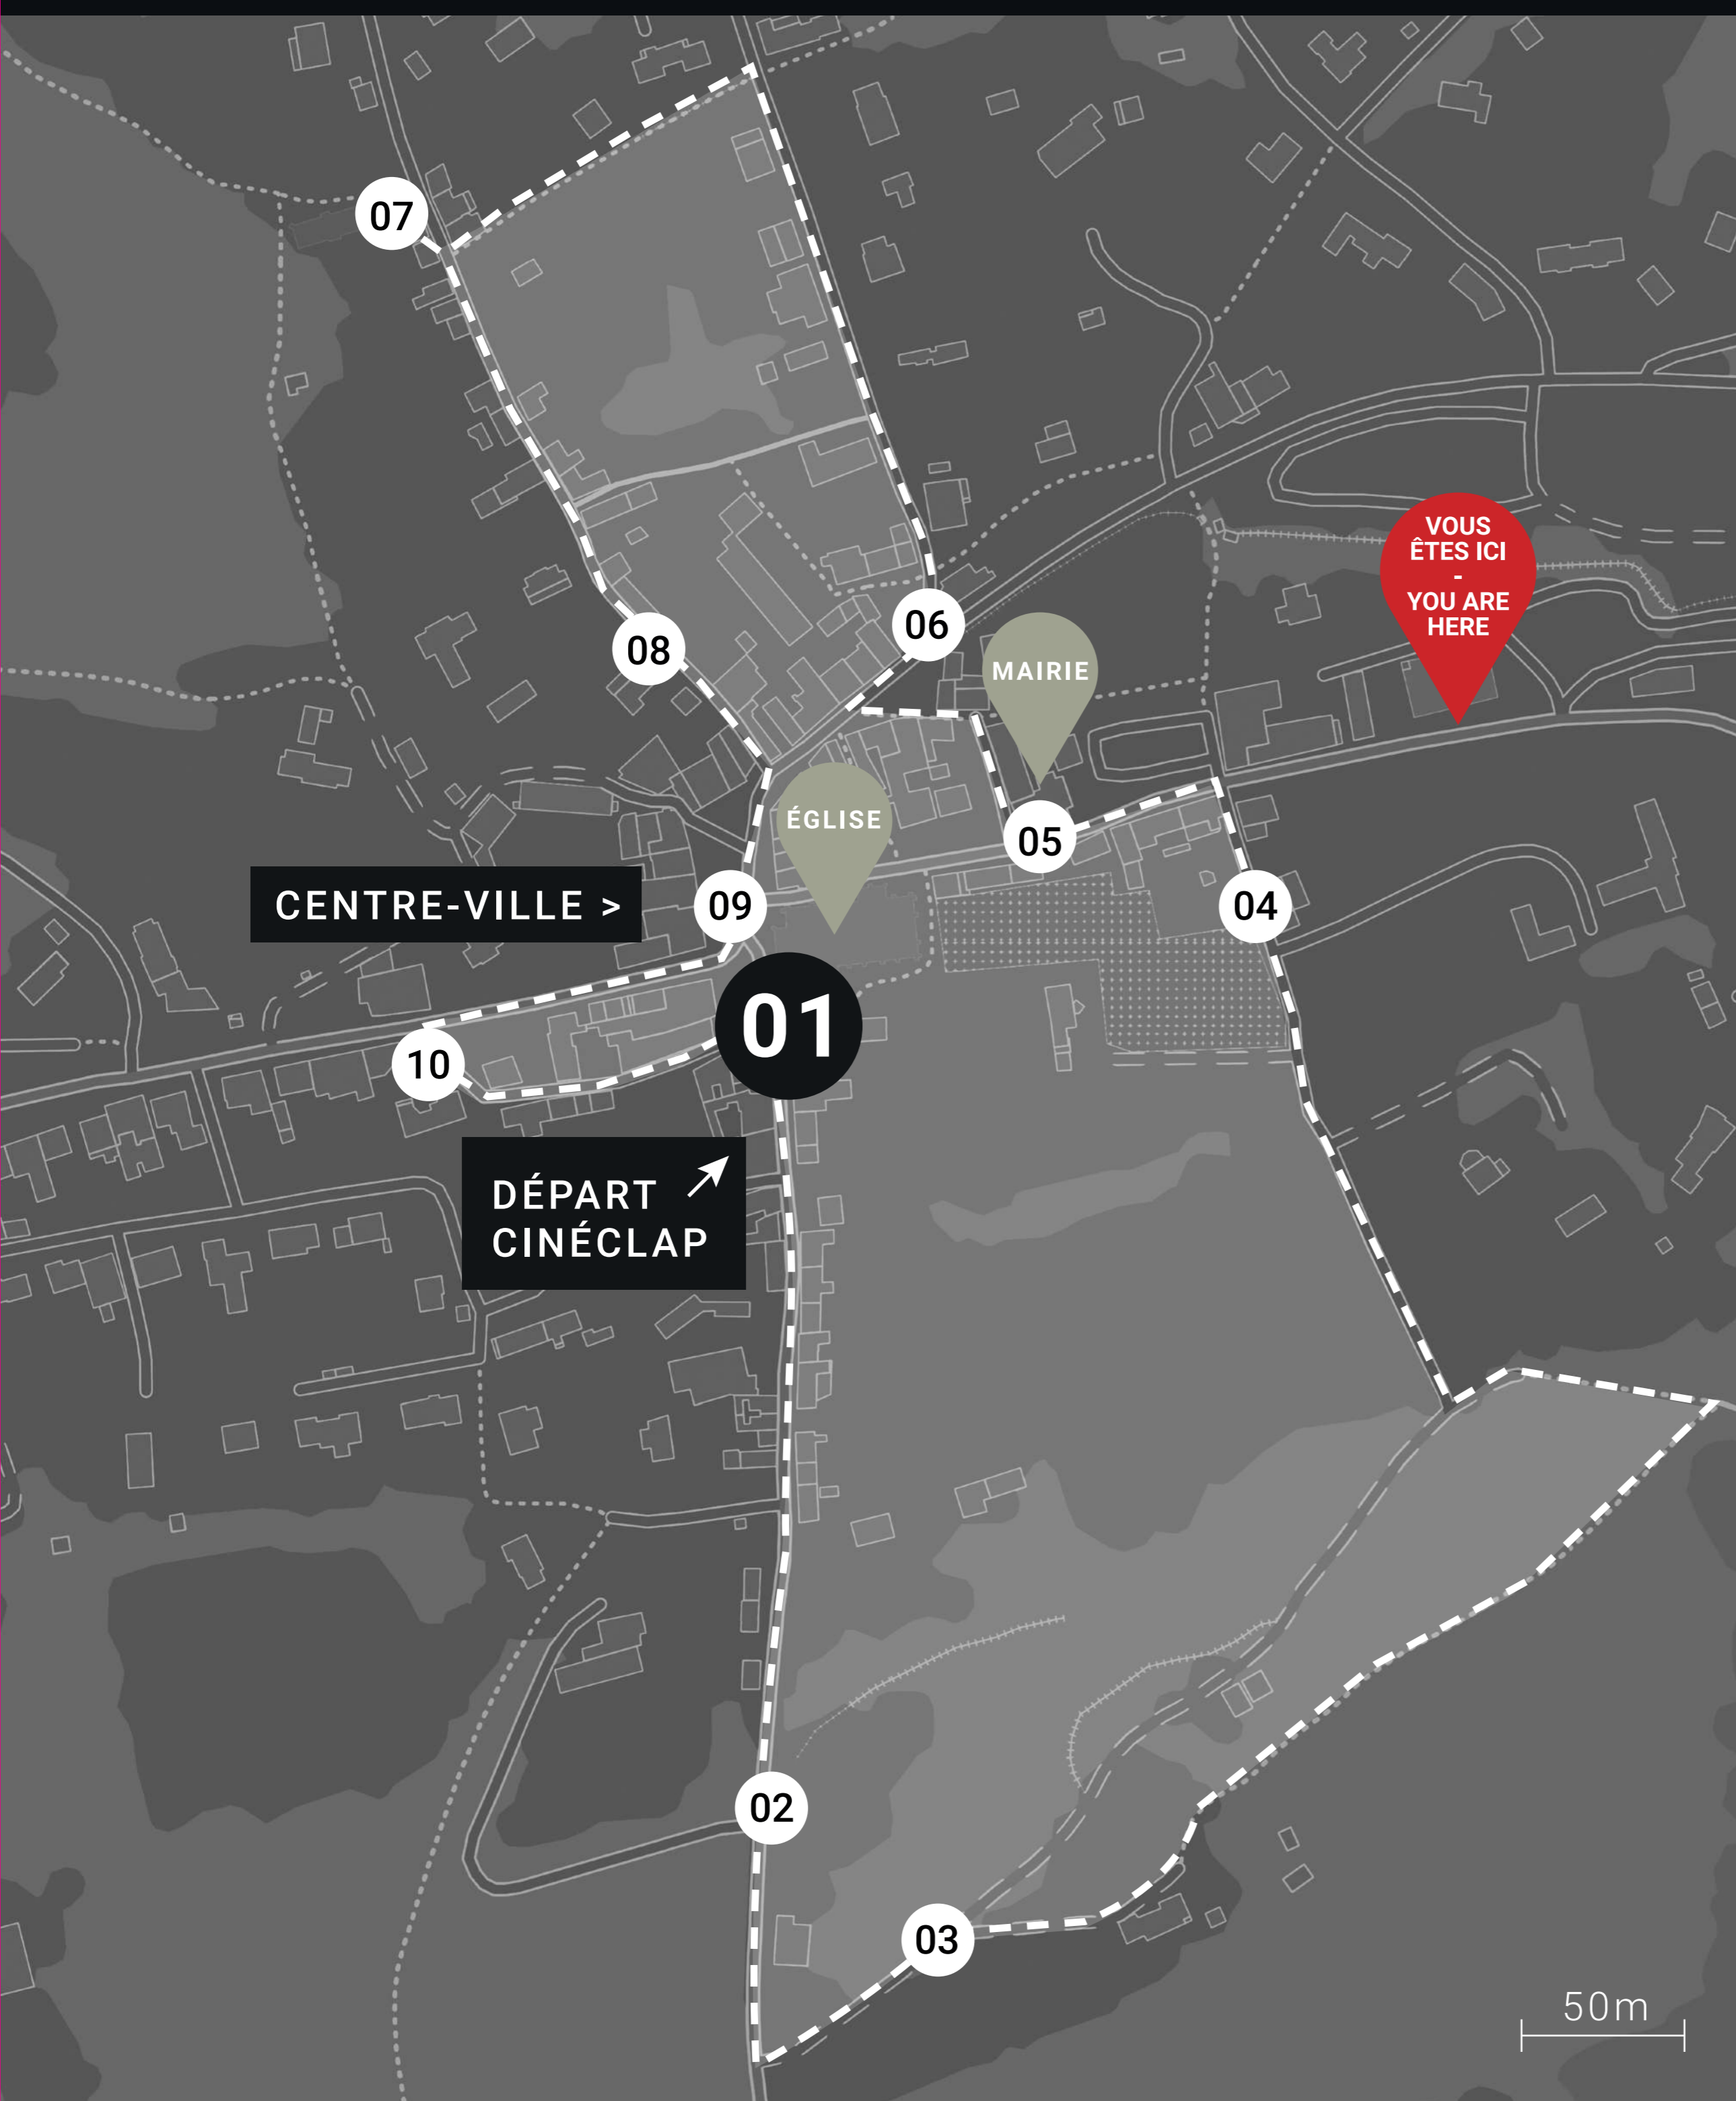 07
VOUS
ÊTES ICI
-
YOU ARE
HERE
06
08
MAIRIE
ÉGLISE
05
CENTRE-VILLE >
09
04
01
10
DÉPART
CINÉCLAP
02
03
50m